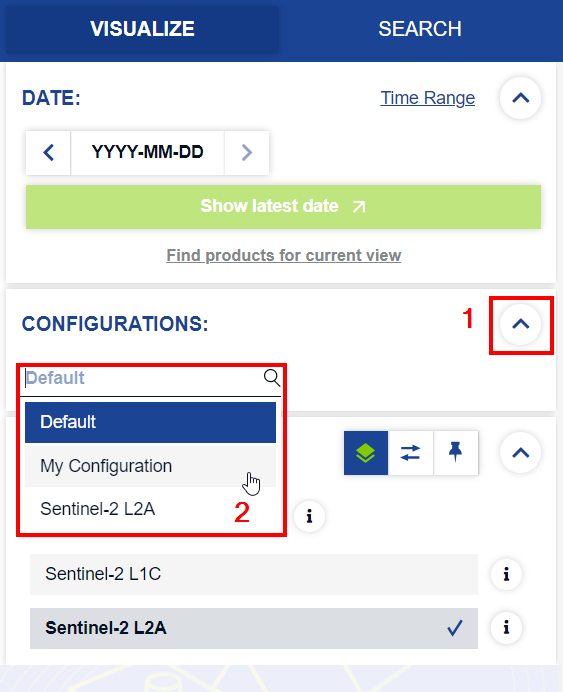 VISUALIZE SEARCH
DATE: Time Range
YYYY-MM-DD
Show latest date
Find products for current view
CONFIGURATIONS: 1
Default
Default
My Configuration
Sentinel-2 L2A 2
Sentinel-2 L1C
Sentinel-2 L2A